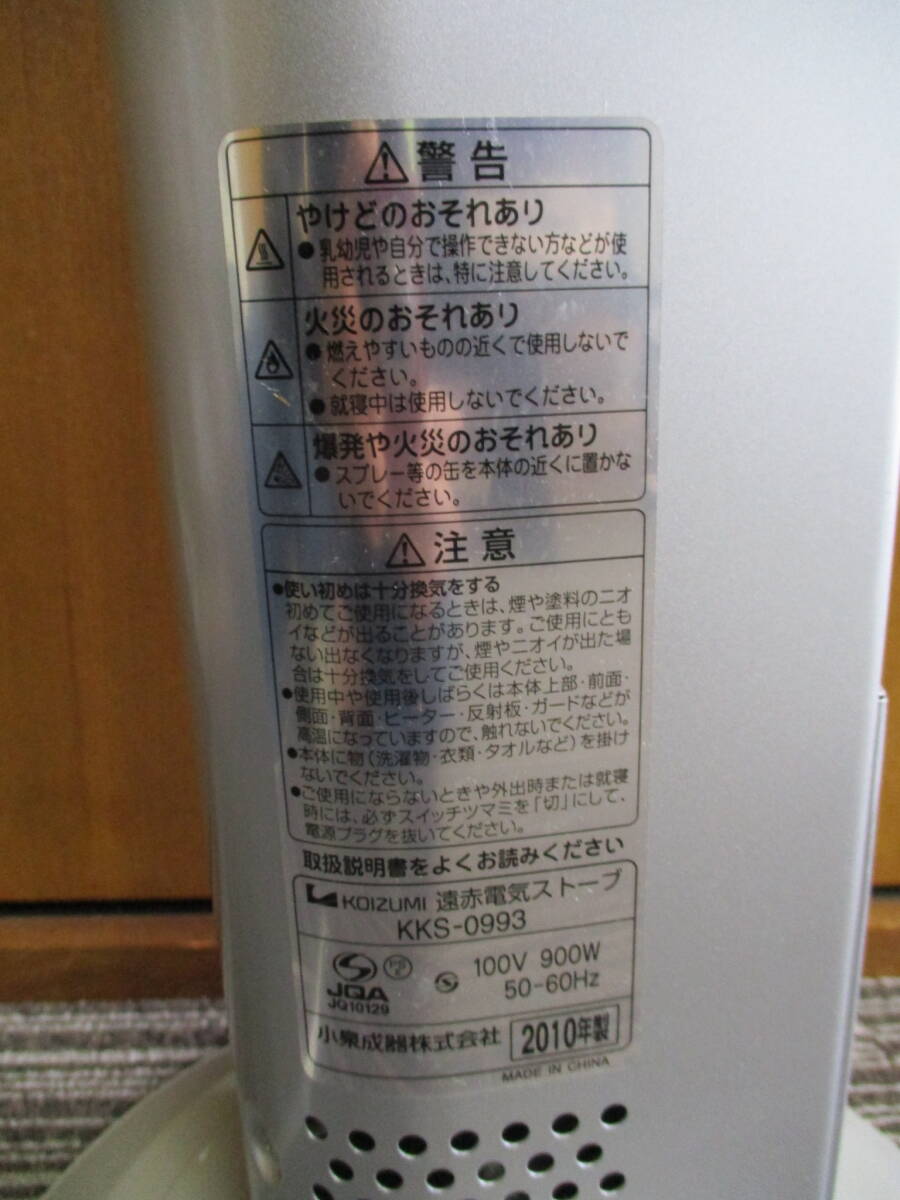 警告
やけどのおそれあり
●乳幼児や自分で操作できない方などが使
用されるときは、特に注意してください。
火災のおそれあり
●燃えやすいものの近くで使用しないで
ください。
●就寝中は使用しないでください。
爆発や火災のおそれあり
●スプレー等の缶を本体の近くに置かな
いでください。
注意
●使い初めは十分換気をする
初めてご使用になるときは、煙や塗料のニオ
イなどが出ることがあります。ご使用にとも
ない出なくなりますが、煙やニオイが出た場
合は十分換気をしてご使用ください。
●使用中や使用後しばらくは本体上部・前面・
側面・背面・ヒーター・反射板・ガードなどが
高温になっていますので、触れないでください。
●本体に物(洗濯物・衣類・タオルなど)を掛け
ないでください。
●ご使用にならないときや外出時または就寝
時には、必ずスイッチツマミを「切」にして、
電源プラグを抜いてください。
取扱説明書をよくお読みください
KOIZUMI 遠赤電気ストーブ
KKS-0993
PS E
JQA
JQ10129
100V 900W
50-60Hz
小泉成器株式会社 2010年製
MADE IN CHINA